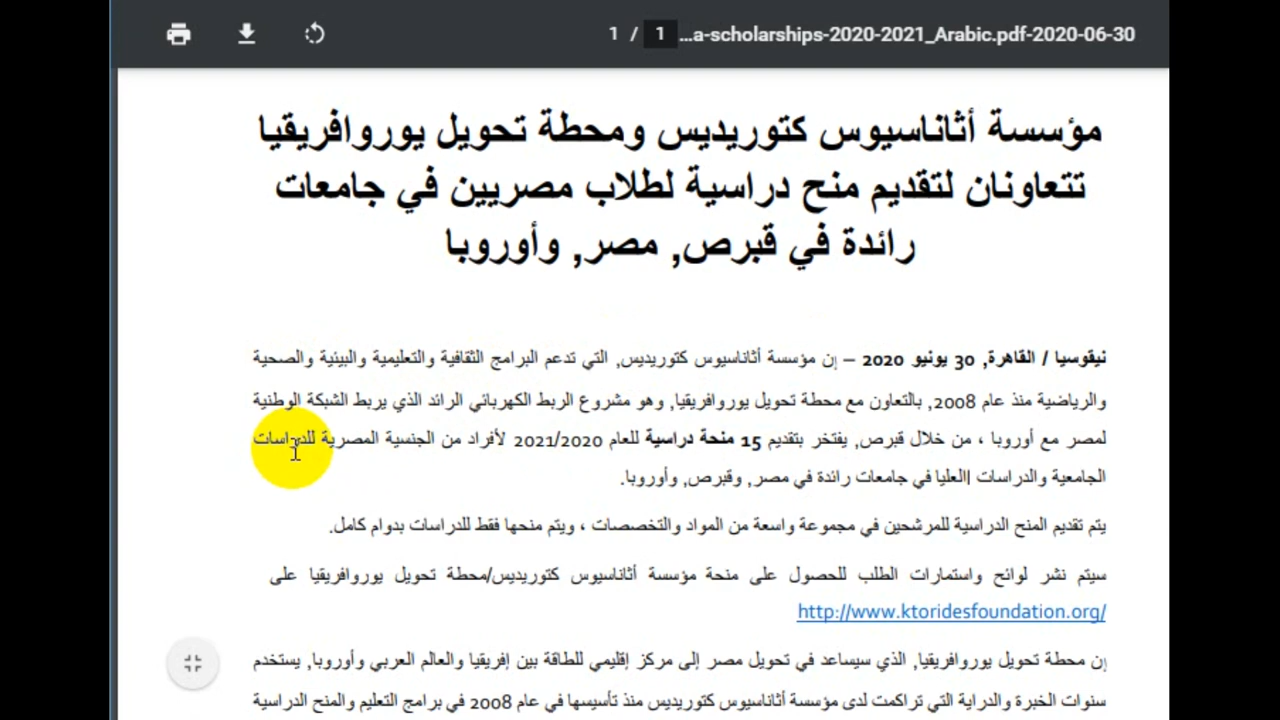 1 / 1 ...a-scholarships-2020-2021_Arabic.pdf-2020-06-30
مؤسسة أثاناسيوس كتوريديس ومحطة تحويل يوروافريقيا
تتعاونان لتقديم منح دراسية لطلاب مصريين في جامعات
رائدة في قبرص, مصر, وأوروبا
نيقوسيا / القاهرة, 30 يونيو 2020 – إن مؤسسة أثاناسيوس كتوريديس, التي تدعم البرامج الثقافية والتعليمية والبيئية والصحية
والرياضية منذ عام 2008, بالتعاون مع محطة تحويل يوروافريقيا, وهو مشروع الربط الكهربائي الرائد الذي يربط الشبكة الوطنية
لمصر مع أوروبا ، من خلال قبرص, يفتخر بتقديم 15 منحة دراسية للعام 2021/2020 لأفراد من الجنسية المصرية للدراسات
الجامعية والدراسات االعليا في جامعات رائدة في مصر, وقبرص, وأوروبا.
يتم تقديم المنح الدراسية للمرشحين في مجموعة واسعة من المواد والتخصصات ، ويتم منحها فقط للدراسات بدوام كامل.
سيتم نشر لوائح واستمارات الطلب للحصول على منحة مؤسسة أثاناسيوس كتوريديس/محطة تحويل يوروافريقيا على
http://www.ktoridesfoundation.org/
إن محطة تحويل يوروافريقيا, الذي سيساعد في تحويل مصر إلى مركز إقليمي للطاقة بين إفريقيا والعالم العربي وأوروبا, يستخدم
سنوات الخبرة والدراية التي تراكمت لدى مؤسسة أثاناسيوس كتوريديس منذ تأسيسها في عام 2008 في برامج التعليم والمنح الدراسية